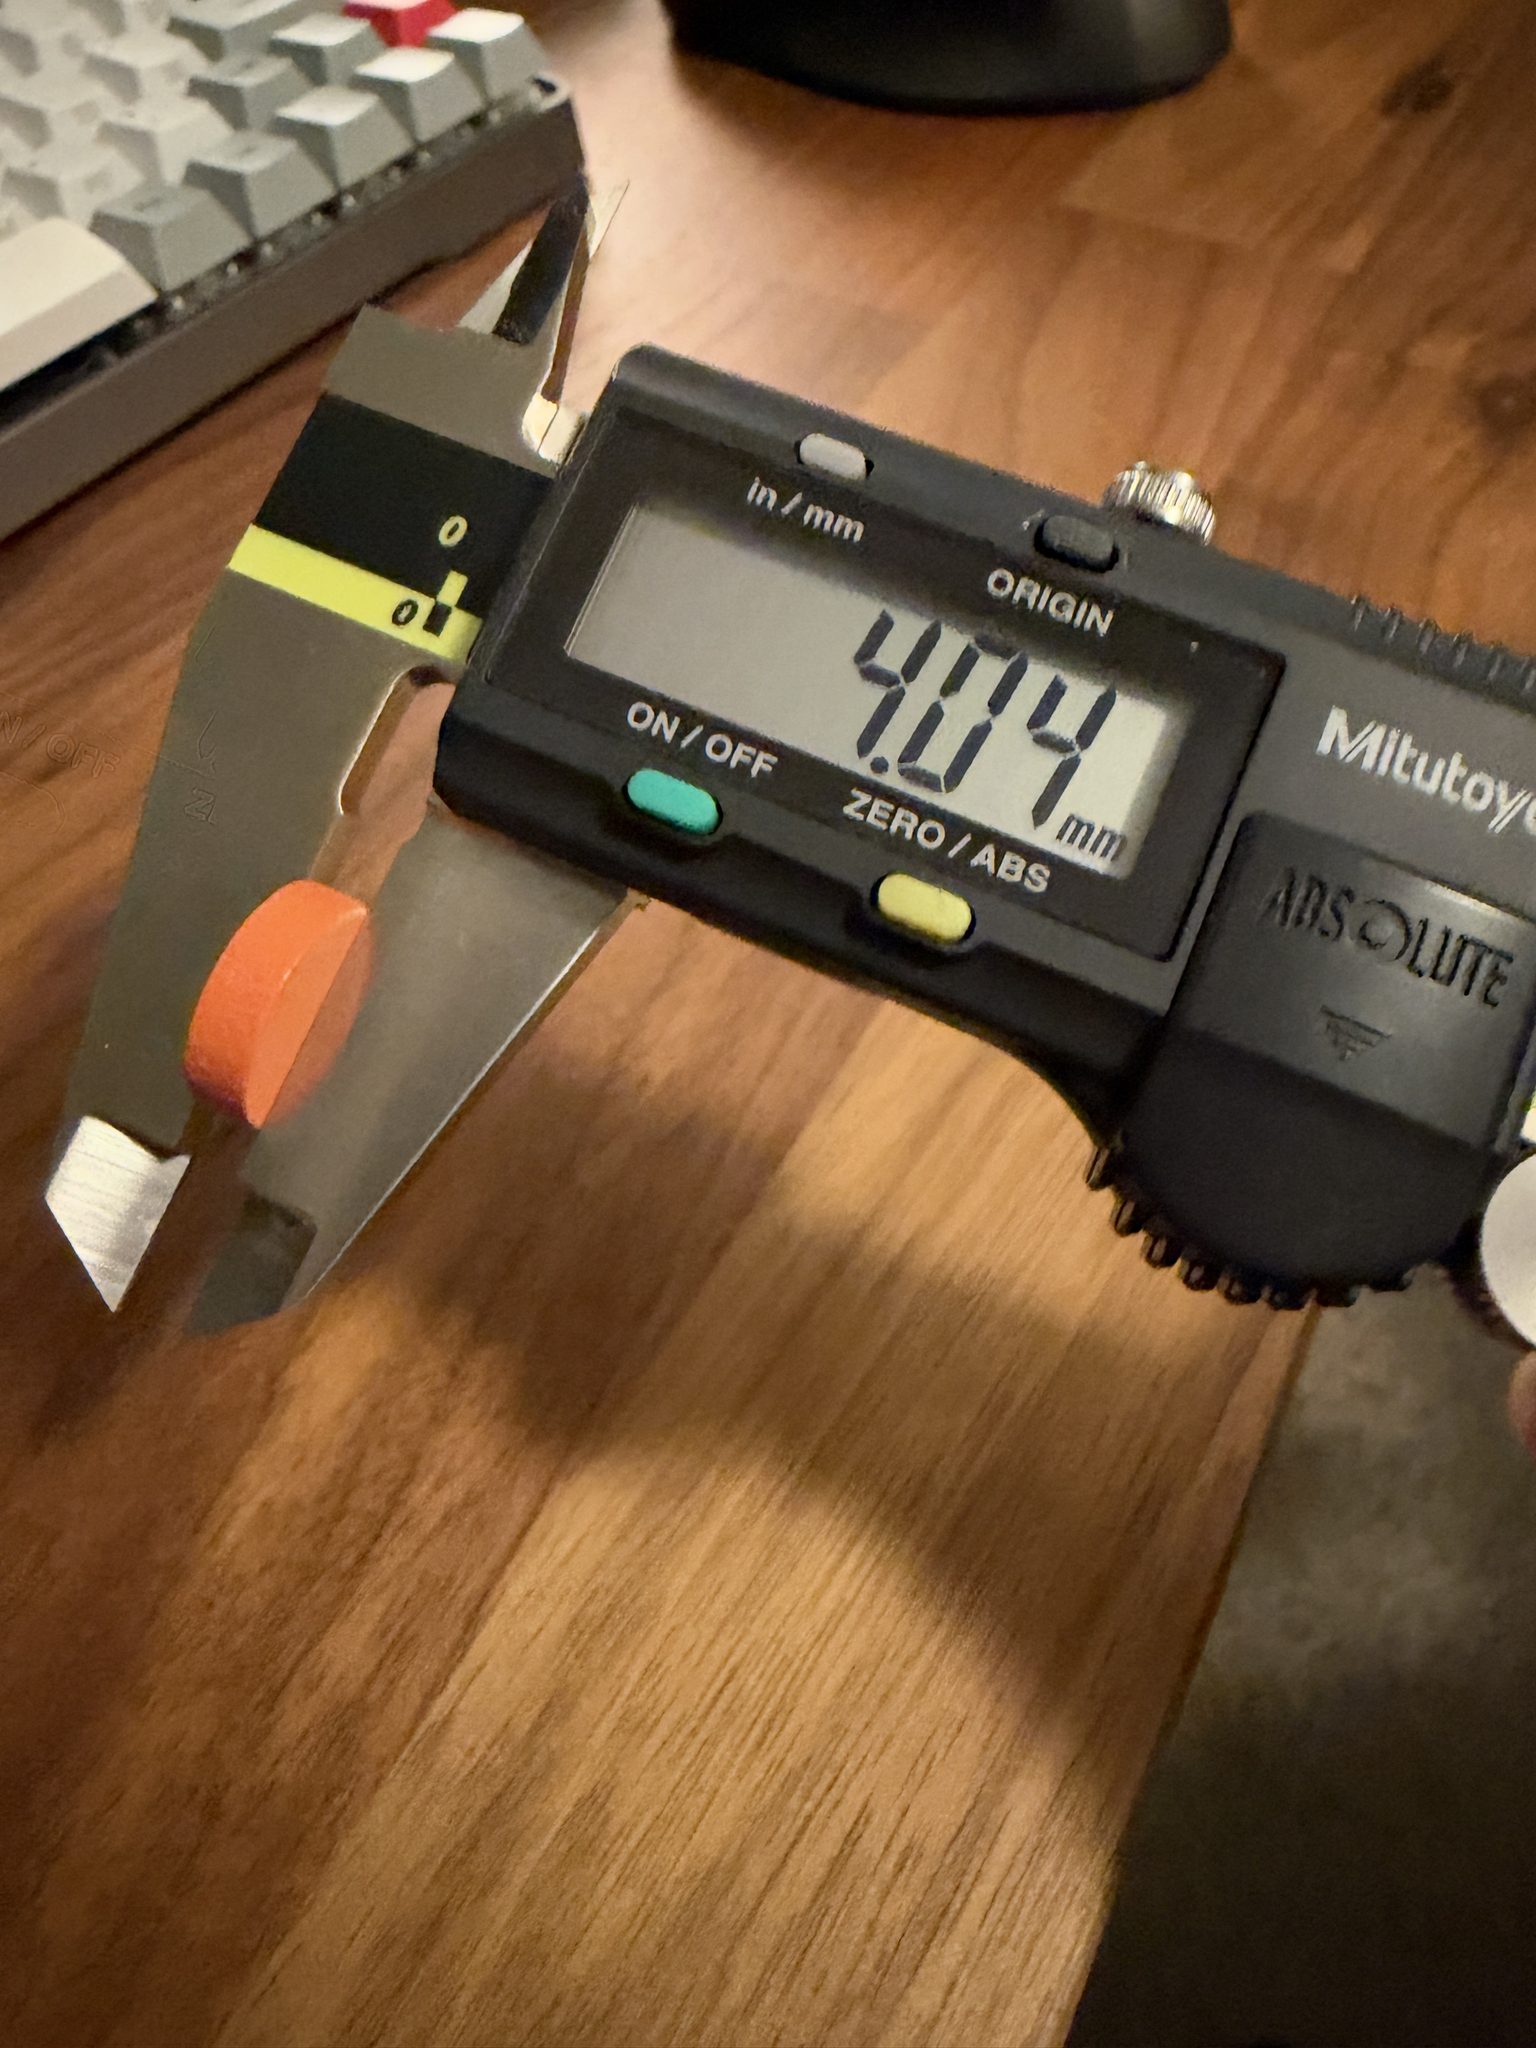 in / mm
ORIGIN
0
0
4.04
mm
ON / OFF
ZERO / ABS
Mitutoyo
ABSOLUTE